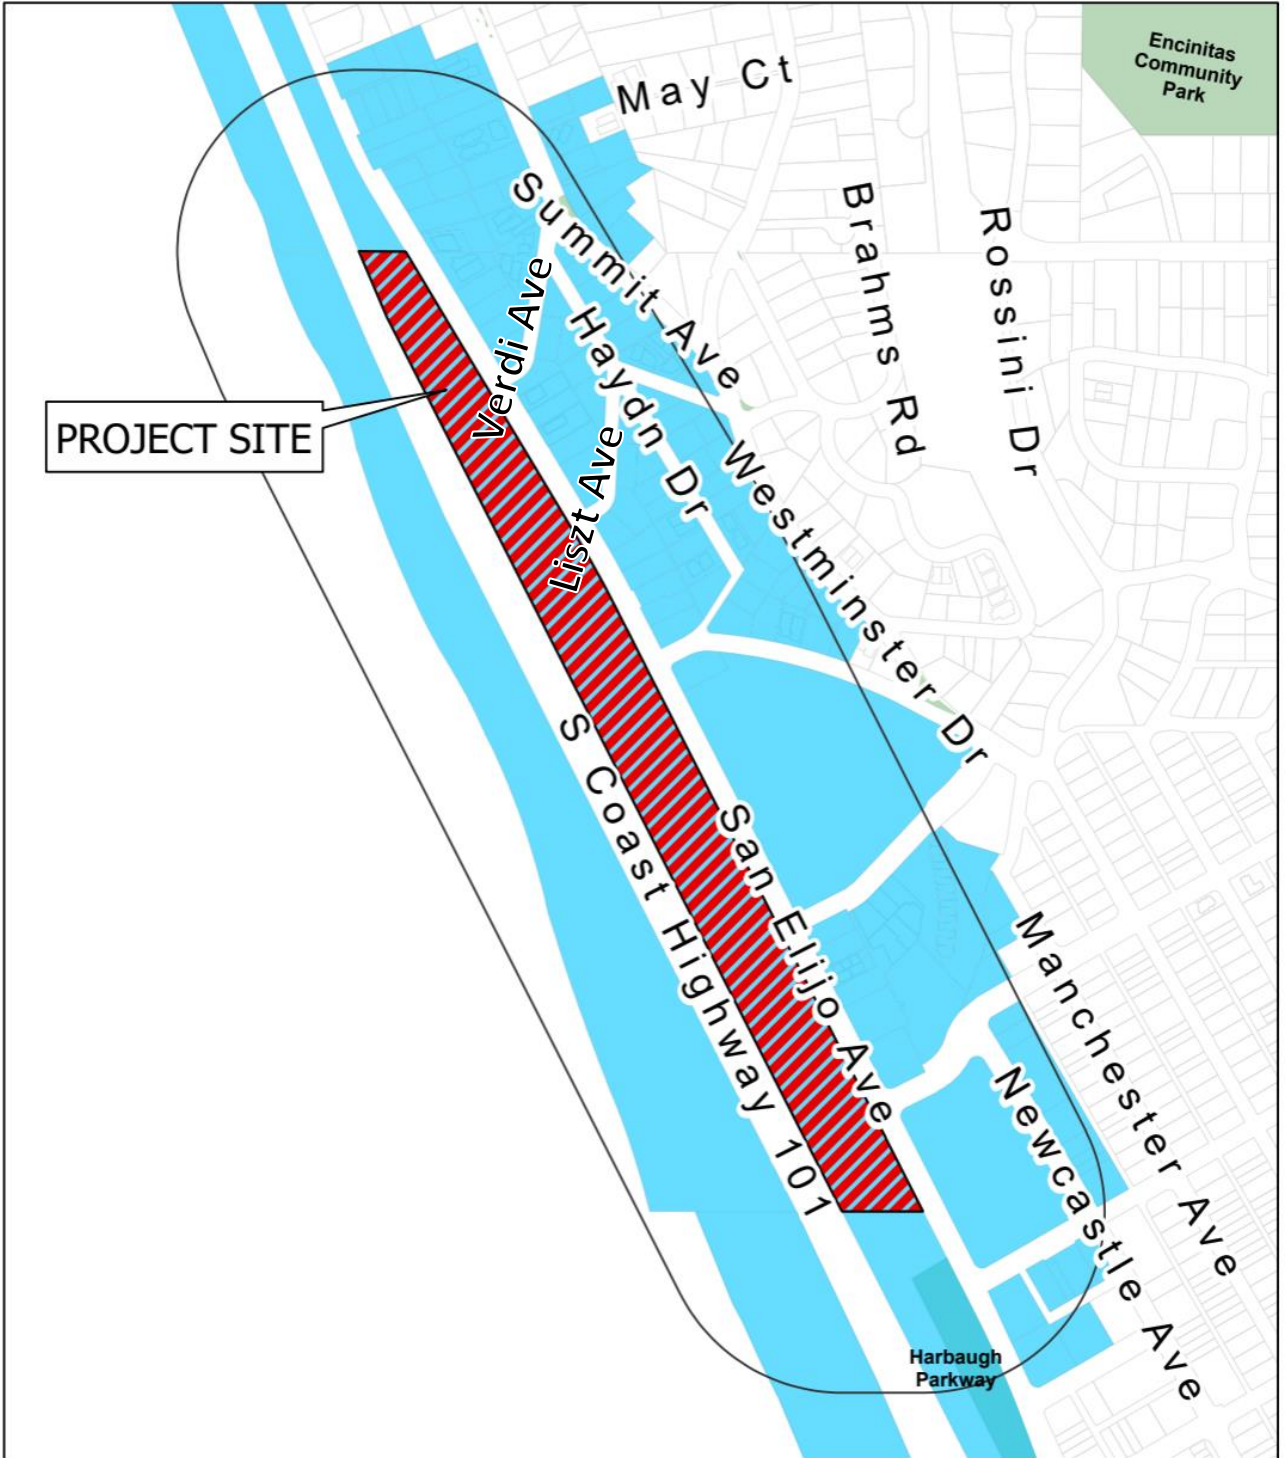 Encinitas
Community
Park
May Ct
Summit Ave
Brahms Rd
Rossini Dr
Verdi Ave
Haydn Dr
PROJECT SITE
Liszt Ave
Westminster Dr
S Coast Highway 101
San Elijo Ave
Manchester Ave
Newcastle Ave
Harbaugh
Parkway